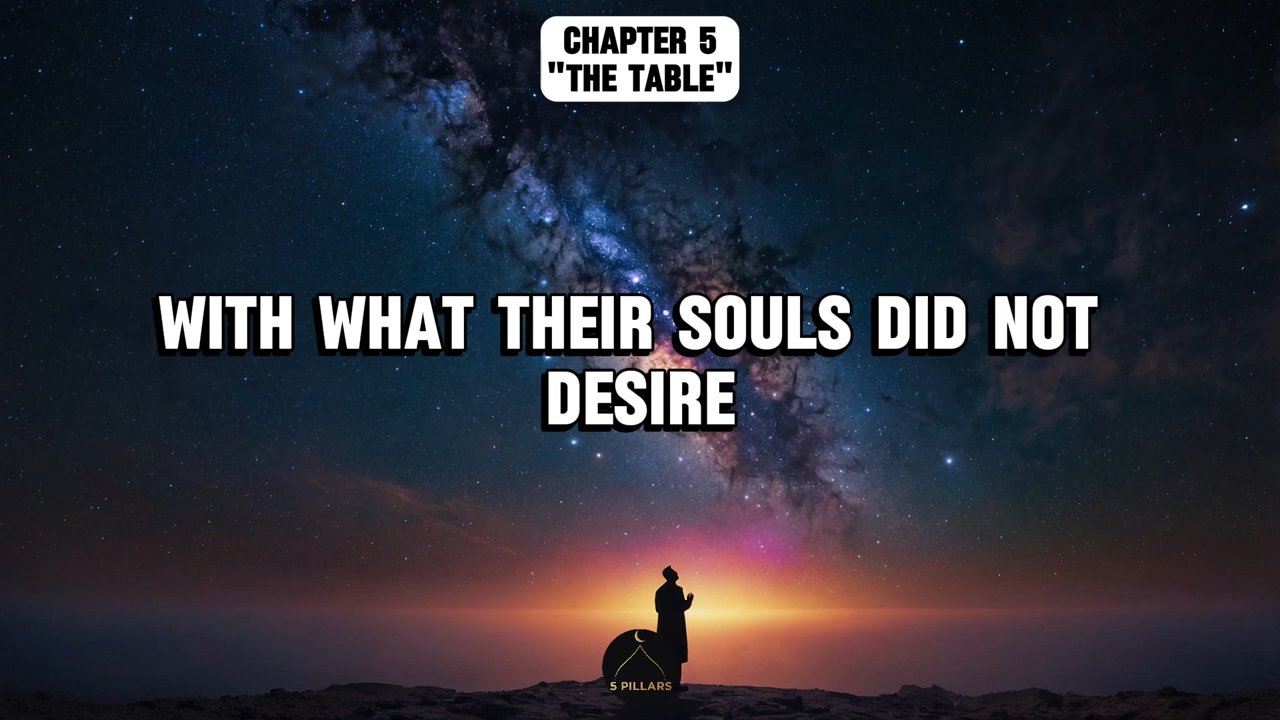 CHAPTER 5
"THE TABLE"
WITH WHAT THEIR SOULS DID NOT
DESIRE
5 PILLARS